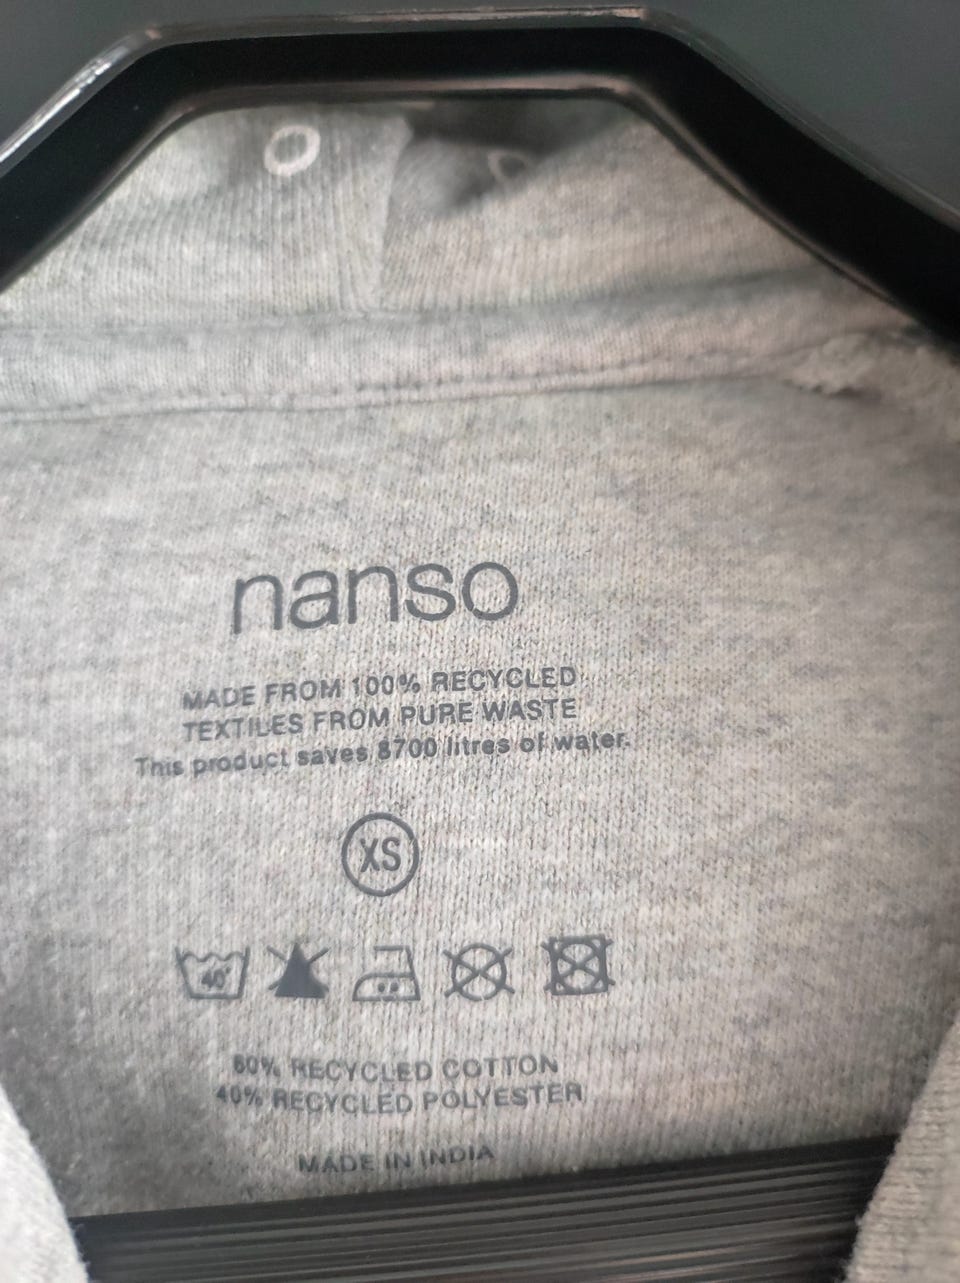 nanso
MADE FROM 100% RECYCLED
TEXTILES FROM PURE WASTE
This product saves 8700 litres of water.
XS
40°
60% RECYCLED COTTON
40% RECYCLED POLYESTER
MADE IN INDIA